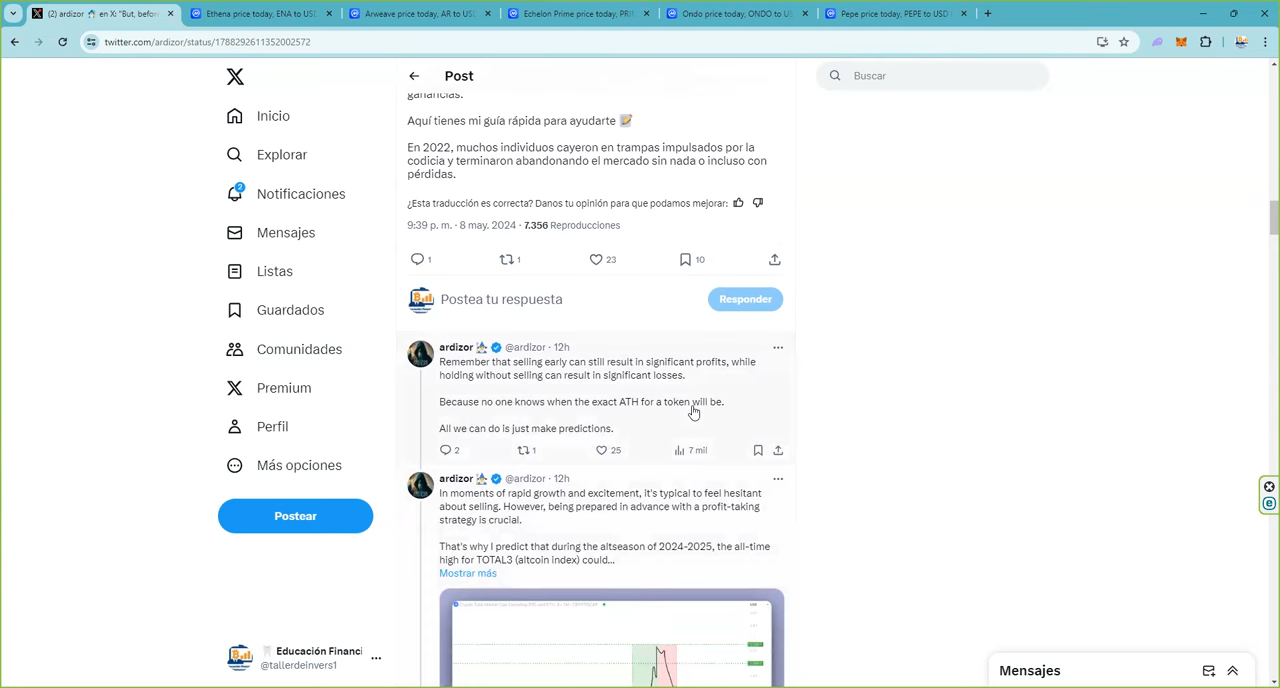 (2) ardizor 🧙 en X: "But, befor
Ethena price today, ENA to USD
Arweave price today, AR to USD
Echelon Prime price today, PRI
Ondo price today, ONDO to US
Pepe price today, PEPE to USD
twitter.com/ardizor/status/1788292611352002572
Post
Buscar
ganancias.
Inicio
Aquí tienes mi guía rápida para ayudarte 📝
Explorar
En 2022, muchos individuos cayeron en trampas impulsados por la
codicia y terminaron abandonando el mercado sin nada o incluso con
pérdidas.
2
Notificaciones
¿Esta traducción es correcta? Danos tu opinión para que podamos mejorar:
9:39 p. m. · 8 may. 2024 · 7.356 Reproducciones
Mensajes
1 1 23 10
Listas
Postea tu respuesta
Responder
Guardados
Comunidades
ardizor 🧙 @ardizor · 12h
Remember that selling early can still result in significant profits, while
holding without selling can result in significant losses.
Premium
Because no one knows when the exact ATH for a token will be.
Perfil
All we can do is just make predictions.
2 1 25 7 mil
Más opciones
ardizor 🧙 @ardizor · 12h
In moments of rapid growth and excitement, it's typical to feel hesitant
about selling. However, being prepared in advance with a profit-taking
strategy is crucial.
Postear
That's why I predict that during the altseason of 2024-2025, the all-time
high for TOTAL3 (altcoin index) could...
Mostrar más
Educación Financi
@tallerdeinvers1
Mensajes